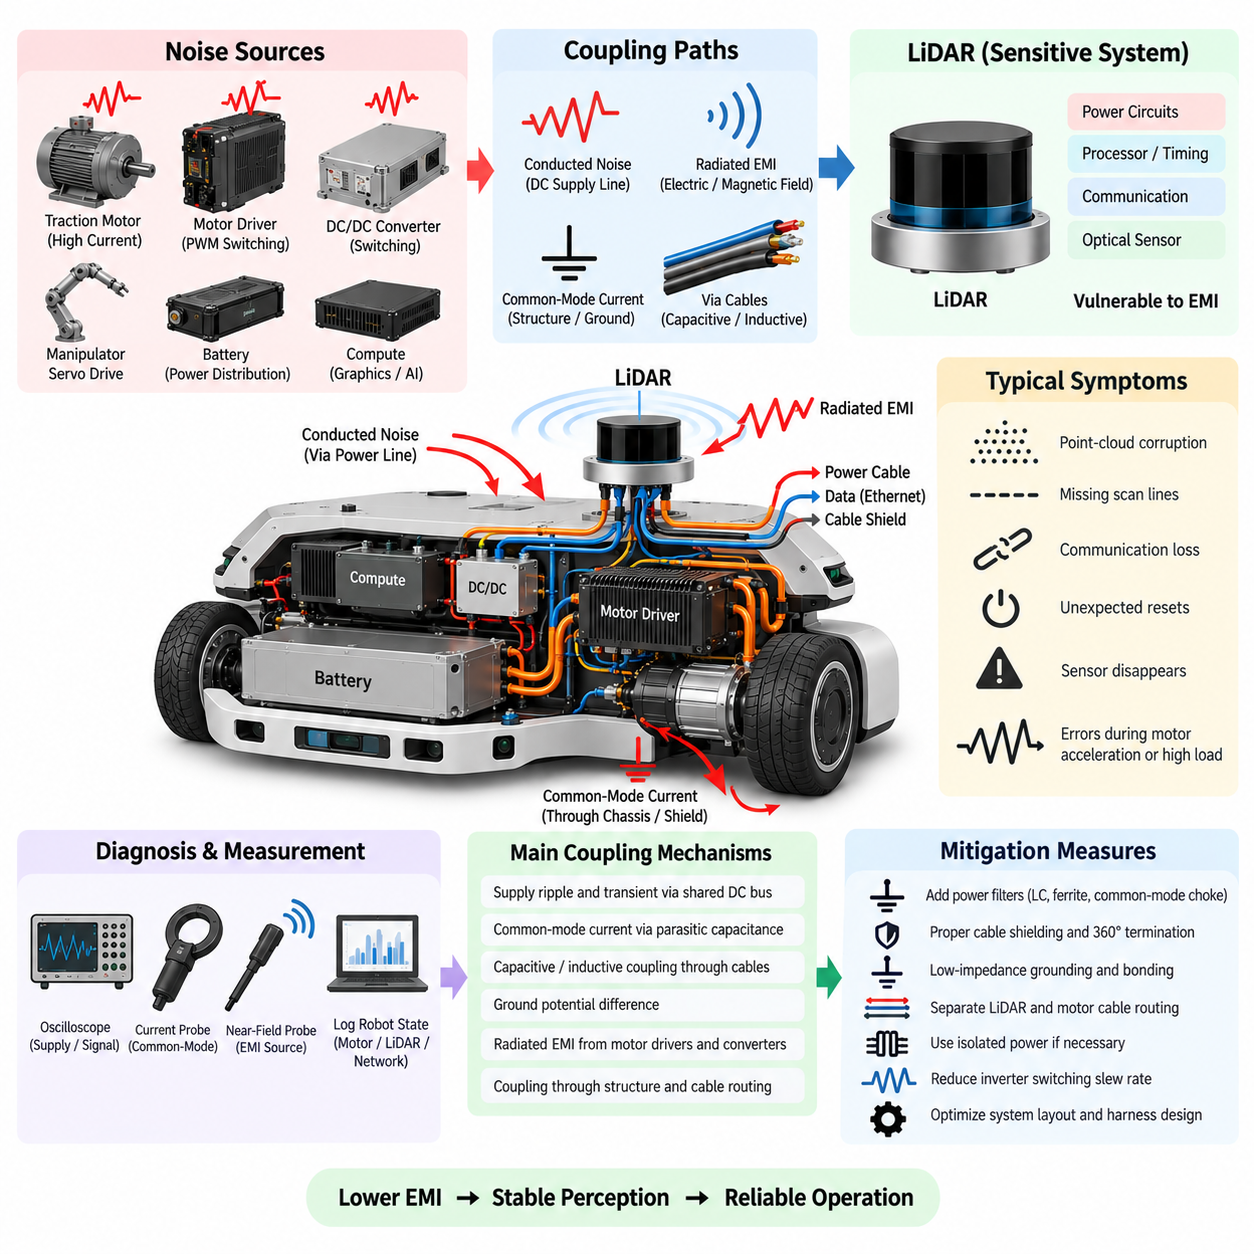 Noise Sources
Traction Motor
(High Current)
Motor Driver
(PWM Switching)
DC/DC Converter
(Switching)
Manipulator
Servo Drive
Battery
(Power Distribution)
Compute
(Graphics / AI)
Coupling Paths
Conducted Noise
(DC Supply Line)
Radiated EMI
(Electric / Magnetic Field)
Common-Mode Current
(Structure / Ground)
Via Cables
(Capacitive / Inductive)
LiDAR (Sensitive System)
LiDAR
Power Circuits
Processor / Timing
Communication
Optical Sensor
Vulnerable to EMI
LiDAR
Radiated EMI
Conducted Noise
(Via Power Line)
Power Cable
Data (Ethernet)
Cable Shield
Compute
DC/DC
Motor Driver
Battery
Common-Mode Current
(Through Chassis / Shield)
Typical Symptoms
Point-cloud corruption
Missing scan lines
Communication loss
Unexpected resets
Sensor disappears
Errors during motor
acceleration or high load
Diagnosis & Measurement
Oscilloscope
(Supply / Signal)
Current Probe
(Common-Mode)
Near-Field Probe
(EMI Source)
Log Robot State
(Motor / LiDAR /
Network)
Main Coupling Mechanisms
Supply ripple and transient via shared DC bus
Common-mode current via parasitic capacitance
Capacitive / inductive coupling through cables
Ground potential difference
Radiated EMI from motor drivers and converters
Coupling through structure and cable routing
Mitigation Measures
Add power filters (LC, ferrite, common-mode choke)
Proper cable shielding and 360° termination
Low-impedance grounding and bonding
Separate LiDAR and motor cable routing
Use isolated power if necessary
Reduce inverter switching slew rate
Optimize system layout and harness design
Lower EMI → Stable Perception → Reliable Operation